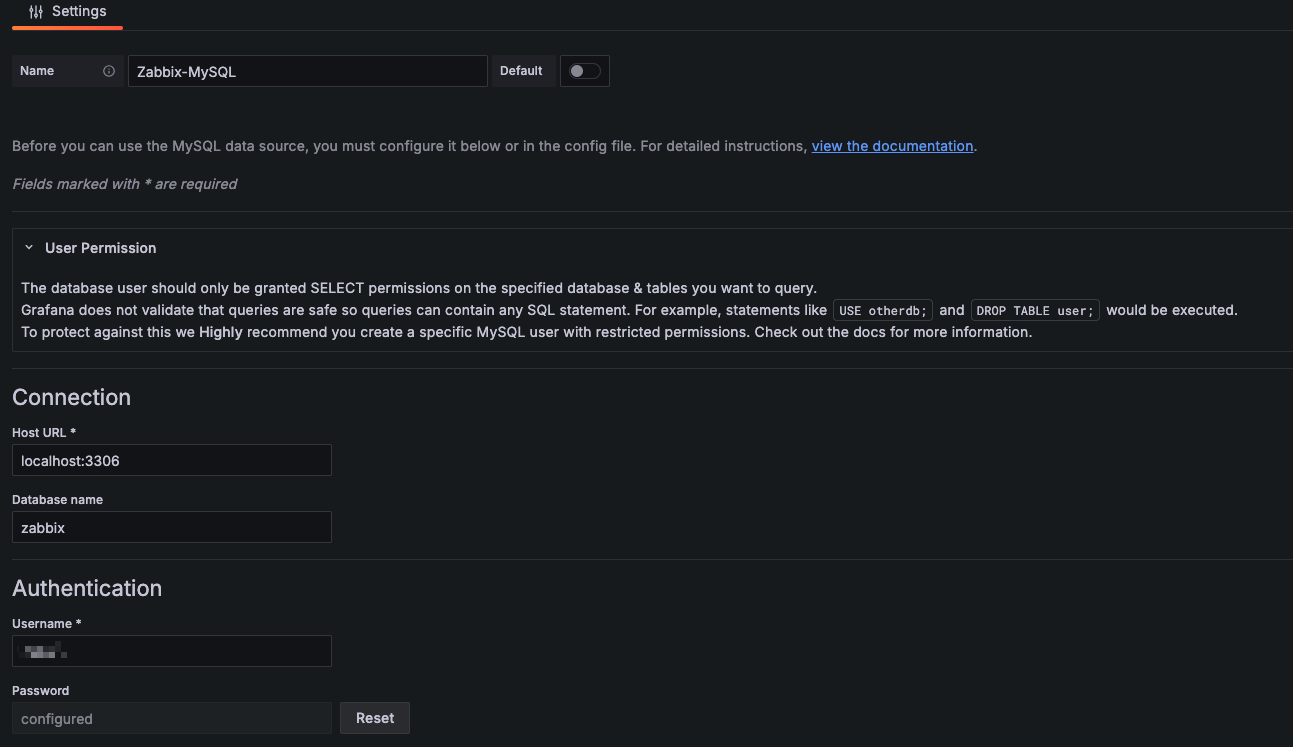 Settings
Name Zabbix-MySQL Default
Before you can use the MySQL data source, you must configure it below or in the config file. For detailed instructions, view the documentation.
Fields marked with * are required
User Permission
The database user should only be granted SELECT permissions on the specified database & tables you want to query.
Grafana does not validate that queries are safe so queries can contain any SQL statement. For example, statements like USE otherdb; and DROP TABLE user; would be executed.
To protect against this we Highly recommend you create a specific MySQL user with restricted permissions. Check out the docs for more information.
Connection
Host URL *
localhost:3306
Database name
zabbix
Authentication
Username *
Password
configured Reset